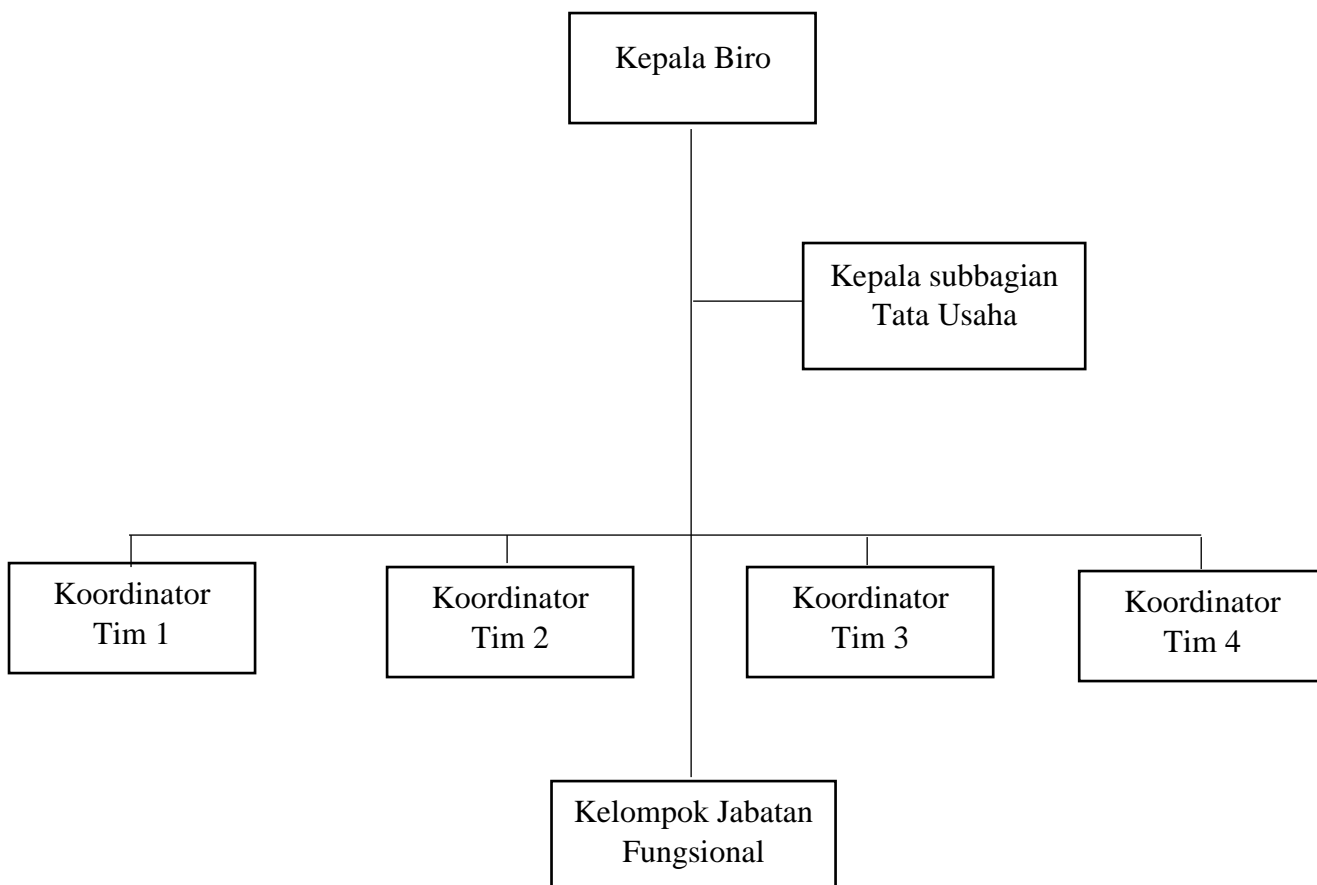 Kepala Biro
Kepala subbagian
Tata Usaha
Koordinator
Tim 1
Koordinator
Tim 2
Koordinator
Tim 3
Koordinator
Tim 4
Kelompok Jabatan
Fungsional